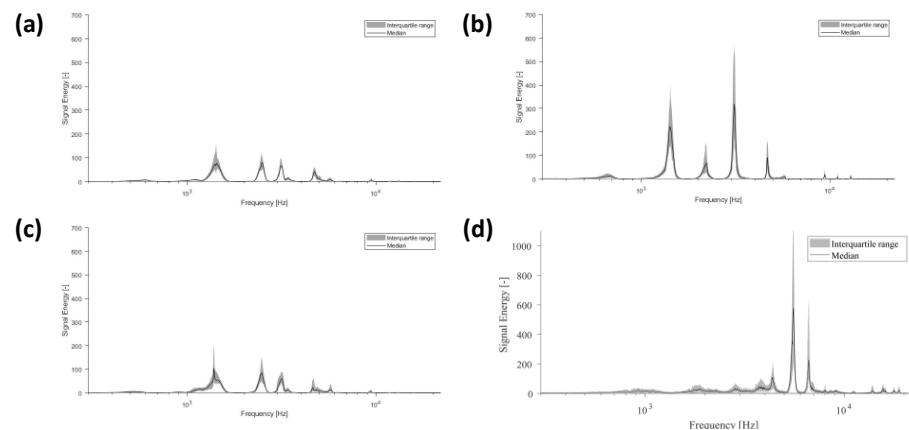 (a)
700
600
500
400
300
200
100
0
Signal Energy [-]
Interquartile range
Median
10³
10⁴
Frequency [Hz]
(b)
700
600
500
400
300
200
100
0
Signal Energy [-]
Interquartile range
Median
10³
10⁴
Frequency [Hz]
(c)
700
600
500
400
300
200
100
0
Signal Energy [-]
Interquartile range
Median
10³
10⁴
Frequency [Hz]
(d)
1000
800
600
400
200
0
Signal Energy [-]
Interquartile range
Median
10³
10⁴
Frequency [Hz]